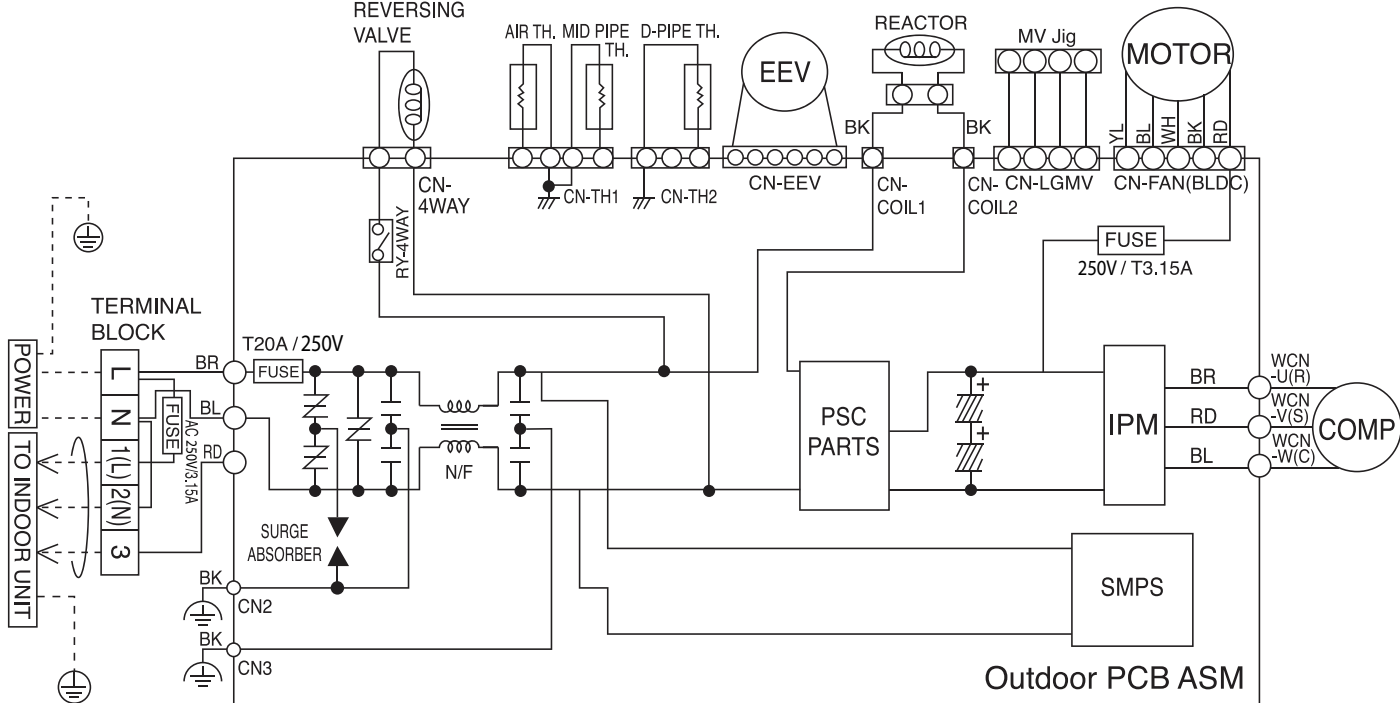 REVERSING
VALVE
AIR TH.
MID PIPE
TH.
D-PIPE TH.
EEV
REACTOR
MV Jig
MOTOR
BK
BK
YL
BL
WH
BK
RD
CN-
4WAY
CN-TH1
CN-TH2
CN-EEV
CN-
COIL1
CN-
COIL2
CN-LGMV
CN-FAN(BLDC)
RY-4WAY
FUSE
250V / T3.15A
TERMINAL
BLOCK
POWER
TO INDOOR UNIT
L
N
1(L)
2(N)
3
FUSE
AC 250V/3.15A
BR
BL
RD
T20A / 250V
FUSE
N/F
SURGE
ABSORBER
BK
CN2
BK
CN3
PSC
PARTS
+
+
IPM
BR
RD
BL
WCN
-U(R)
WCN
-V(S)
WCN
-W(C)
COMP
SMPS
Outdoor PCB ASM